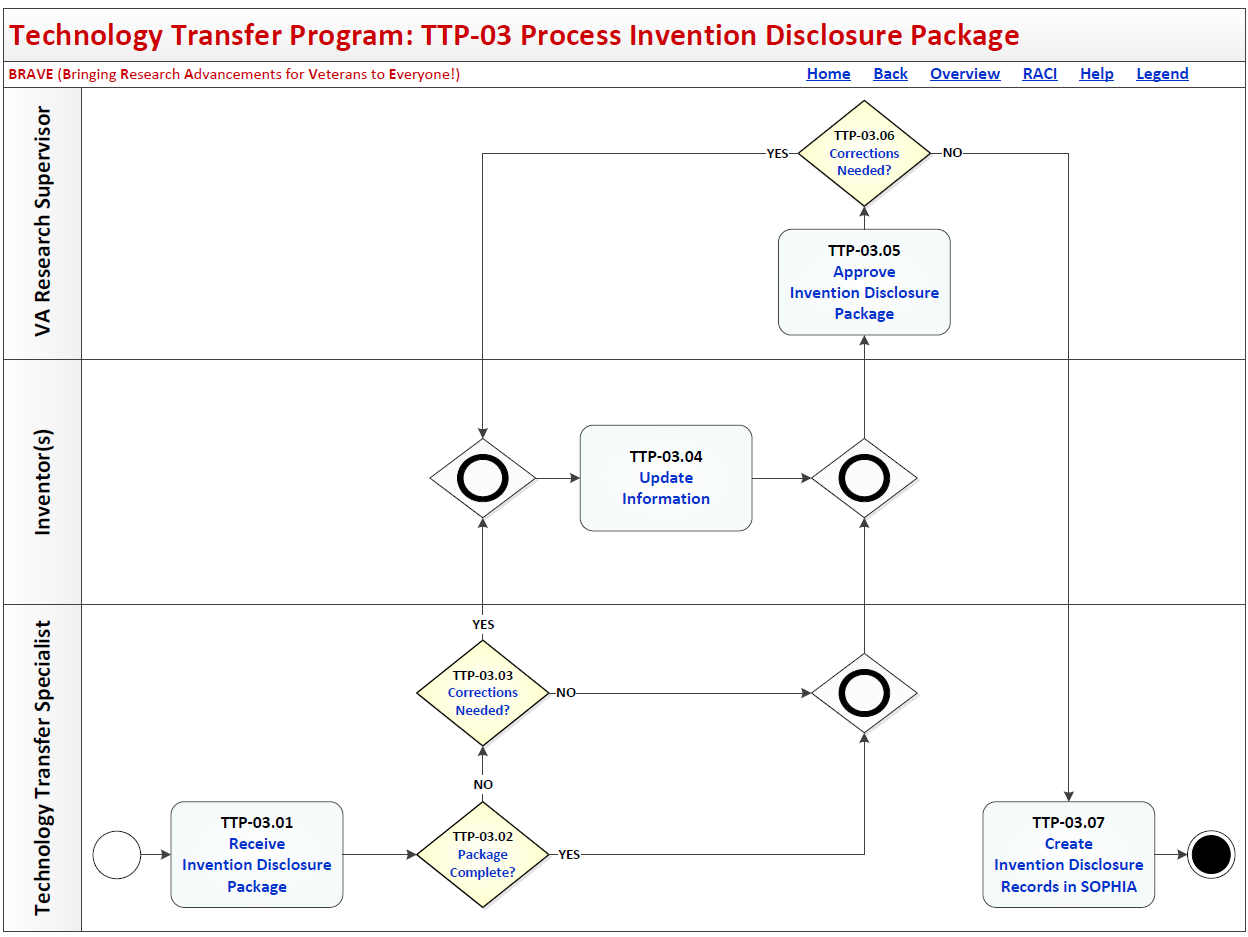 Technology Transfer Program: TTP-03 Process Invention Disclosure Package
BRAVE (Bringing Research Advancements for Veterans to Everyone!)
Home Back Overview RACI Help Legend
VA Research Supervisor
TTP-03.06
Corrections
Needed?
YES
NO
TTP-03.05
Approve
Invention Disclosure
Package
Inventor(s)
TTP-03.04
Update
Information
Technology Transfer Specialist
YES
TTP-03.03
Corrections
Needed?
NO
NO
TTP-03.01
Receive
Invention Disclosure
Package
TTP-03.02
Package
Complete?
YES
TTP-03.07
Create
Invention Disclosure
Records in SOPHIA